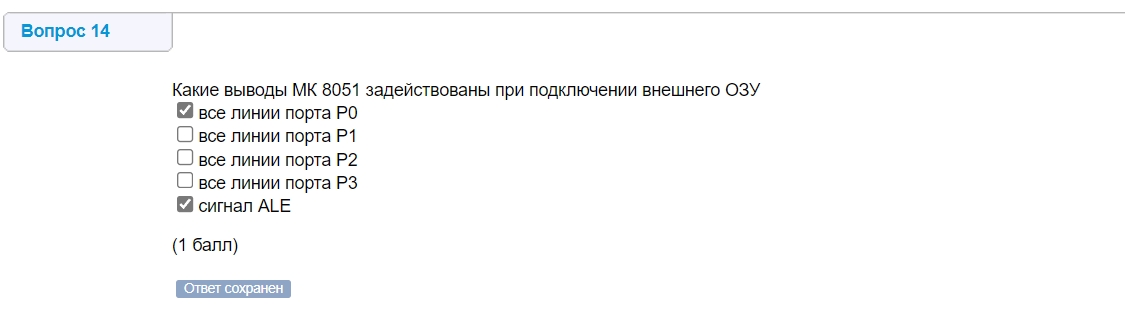 Вопрос 14
Какие выводы МК 8051 задействованы при подключении внешнего ОЗУ
все линии порта P0
все линии порта P1
все линии порта P2
все линии порта P3
сигнал ALE
(1 балл)
Ответ сохранен